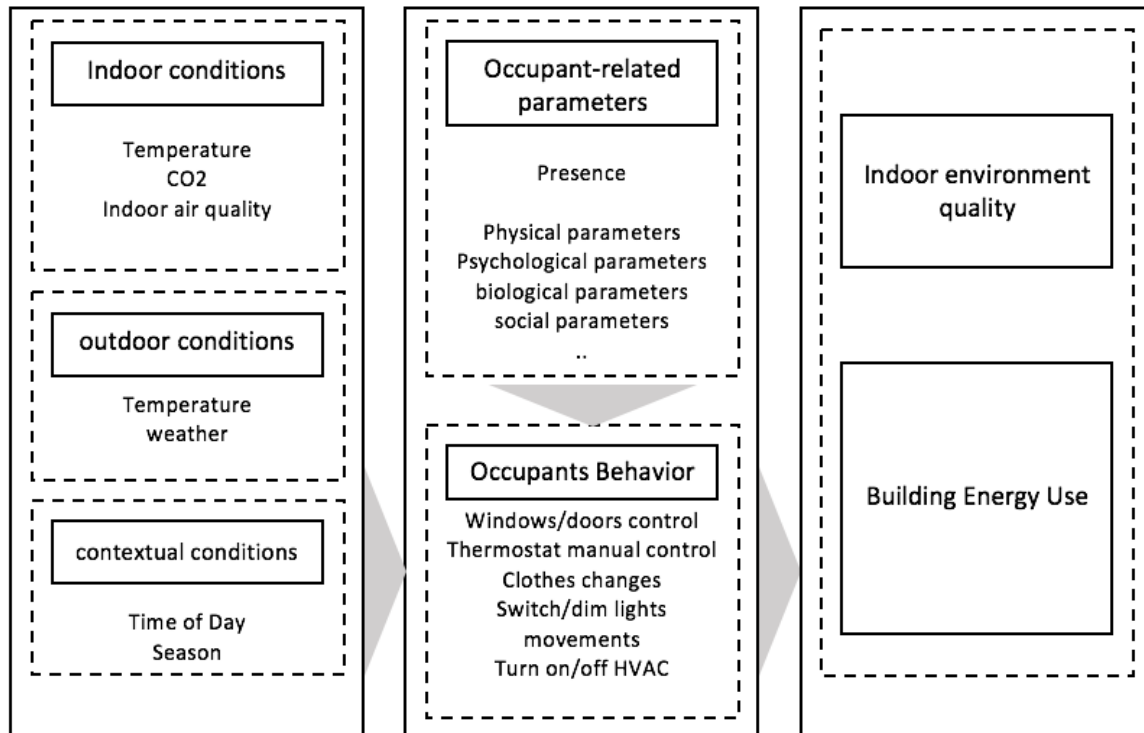 Indoor conditions
Temperature
CO2
Indoor air quality
outdoor conditions
Temperature
weather
contextual conditions
Time of Day
Season
Occupant-related
parameters
Presence
Physical parameters
Psychological parameters
biological parameters
social parameters
..
Occupants Behavior
Windows/doors control
Thermostat manual control
Clothes changes
Switch/dim lights
movements
Turn on/off HVAC
Indoor environment
quality
Building Energy Use